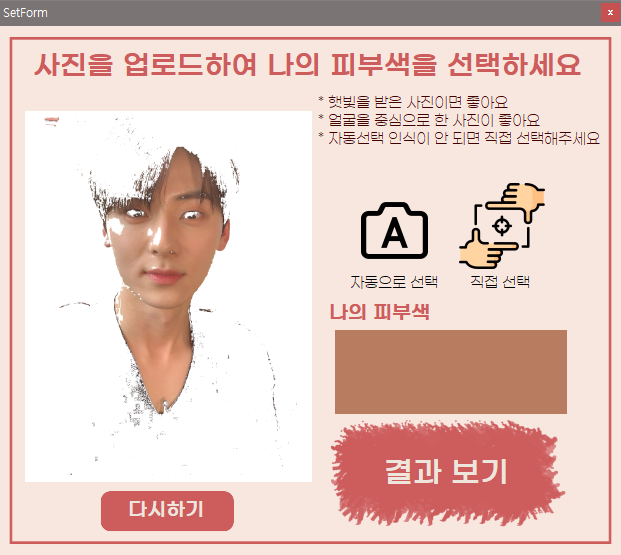 SetForm
x
사진을 업로드하여 나의 피부색을 선택하세요
* 햇빛을 받은 사진이면 좋아요
* 얼굴을 중심으로 한 사진이 좋아요
* 자동선택 인식이 안 되면 직접 선택해주세요
A
자동으로 선택
직접 선택
나의 피부색
결과 보기
다시하기